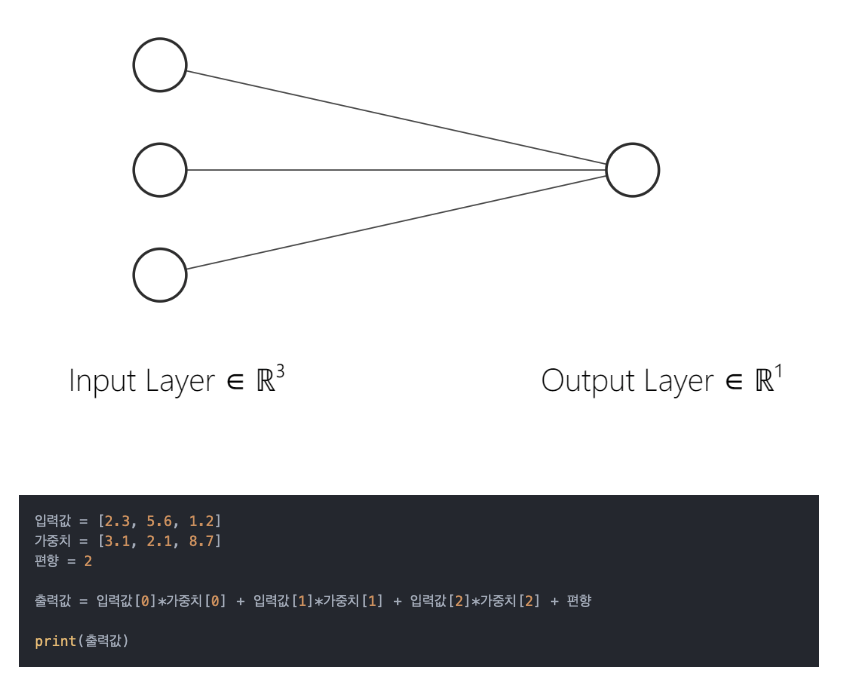 Input Layer ∈ ℝ³
Output Layer ∈ ℝ¹
입력값 = [2.3, 5.6, 1.2]
가중치 = [3.1, 2.1, 8.7]
편향 = 2
출력값 = 입력값[0]*가중치[0] + 입력값[1]*가중치[1] + 입력값[2]*가중치[2] + 편향
print(출력값)